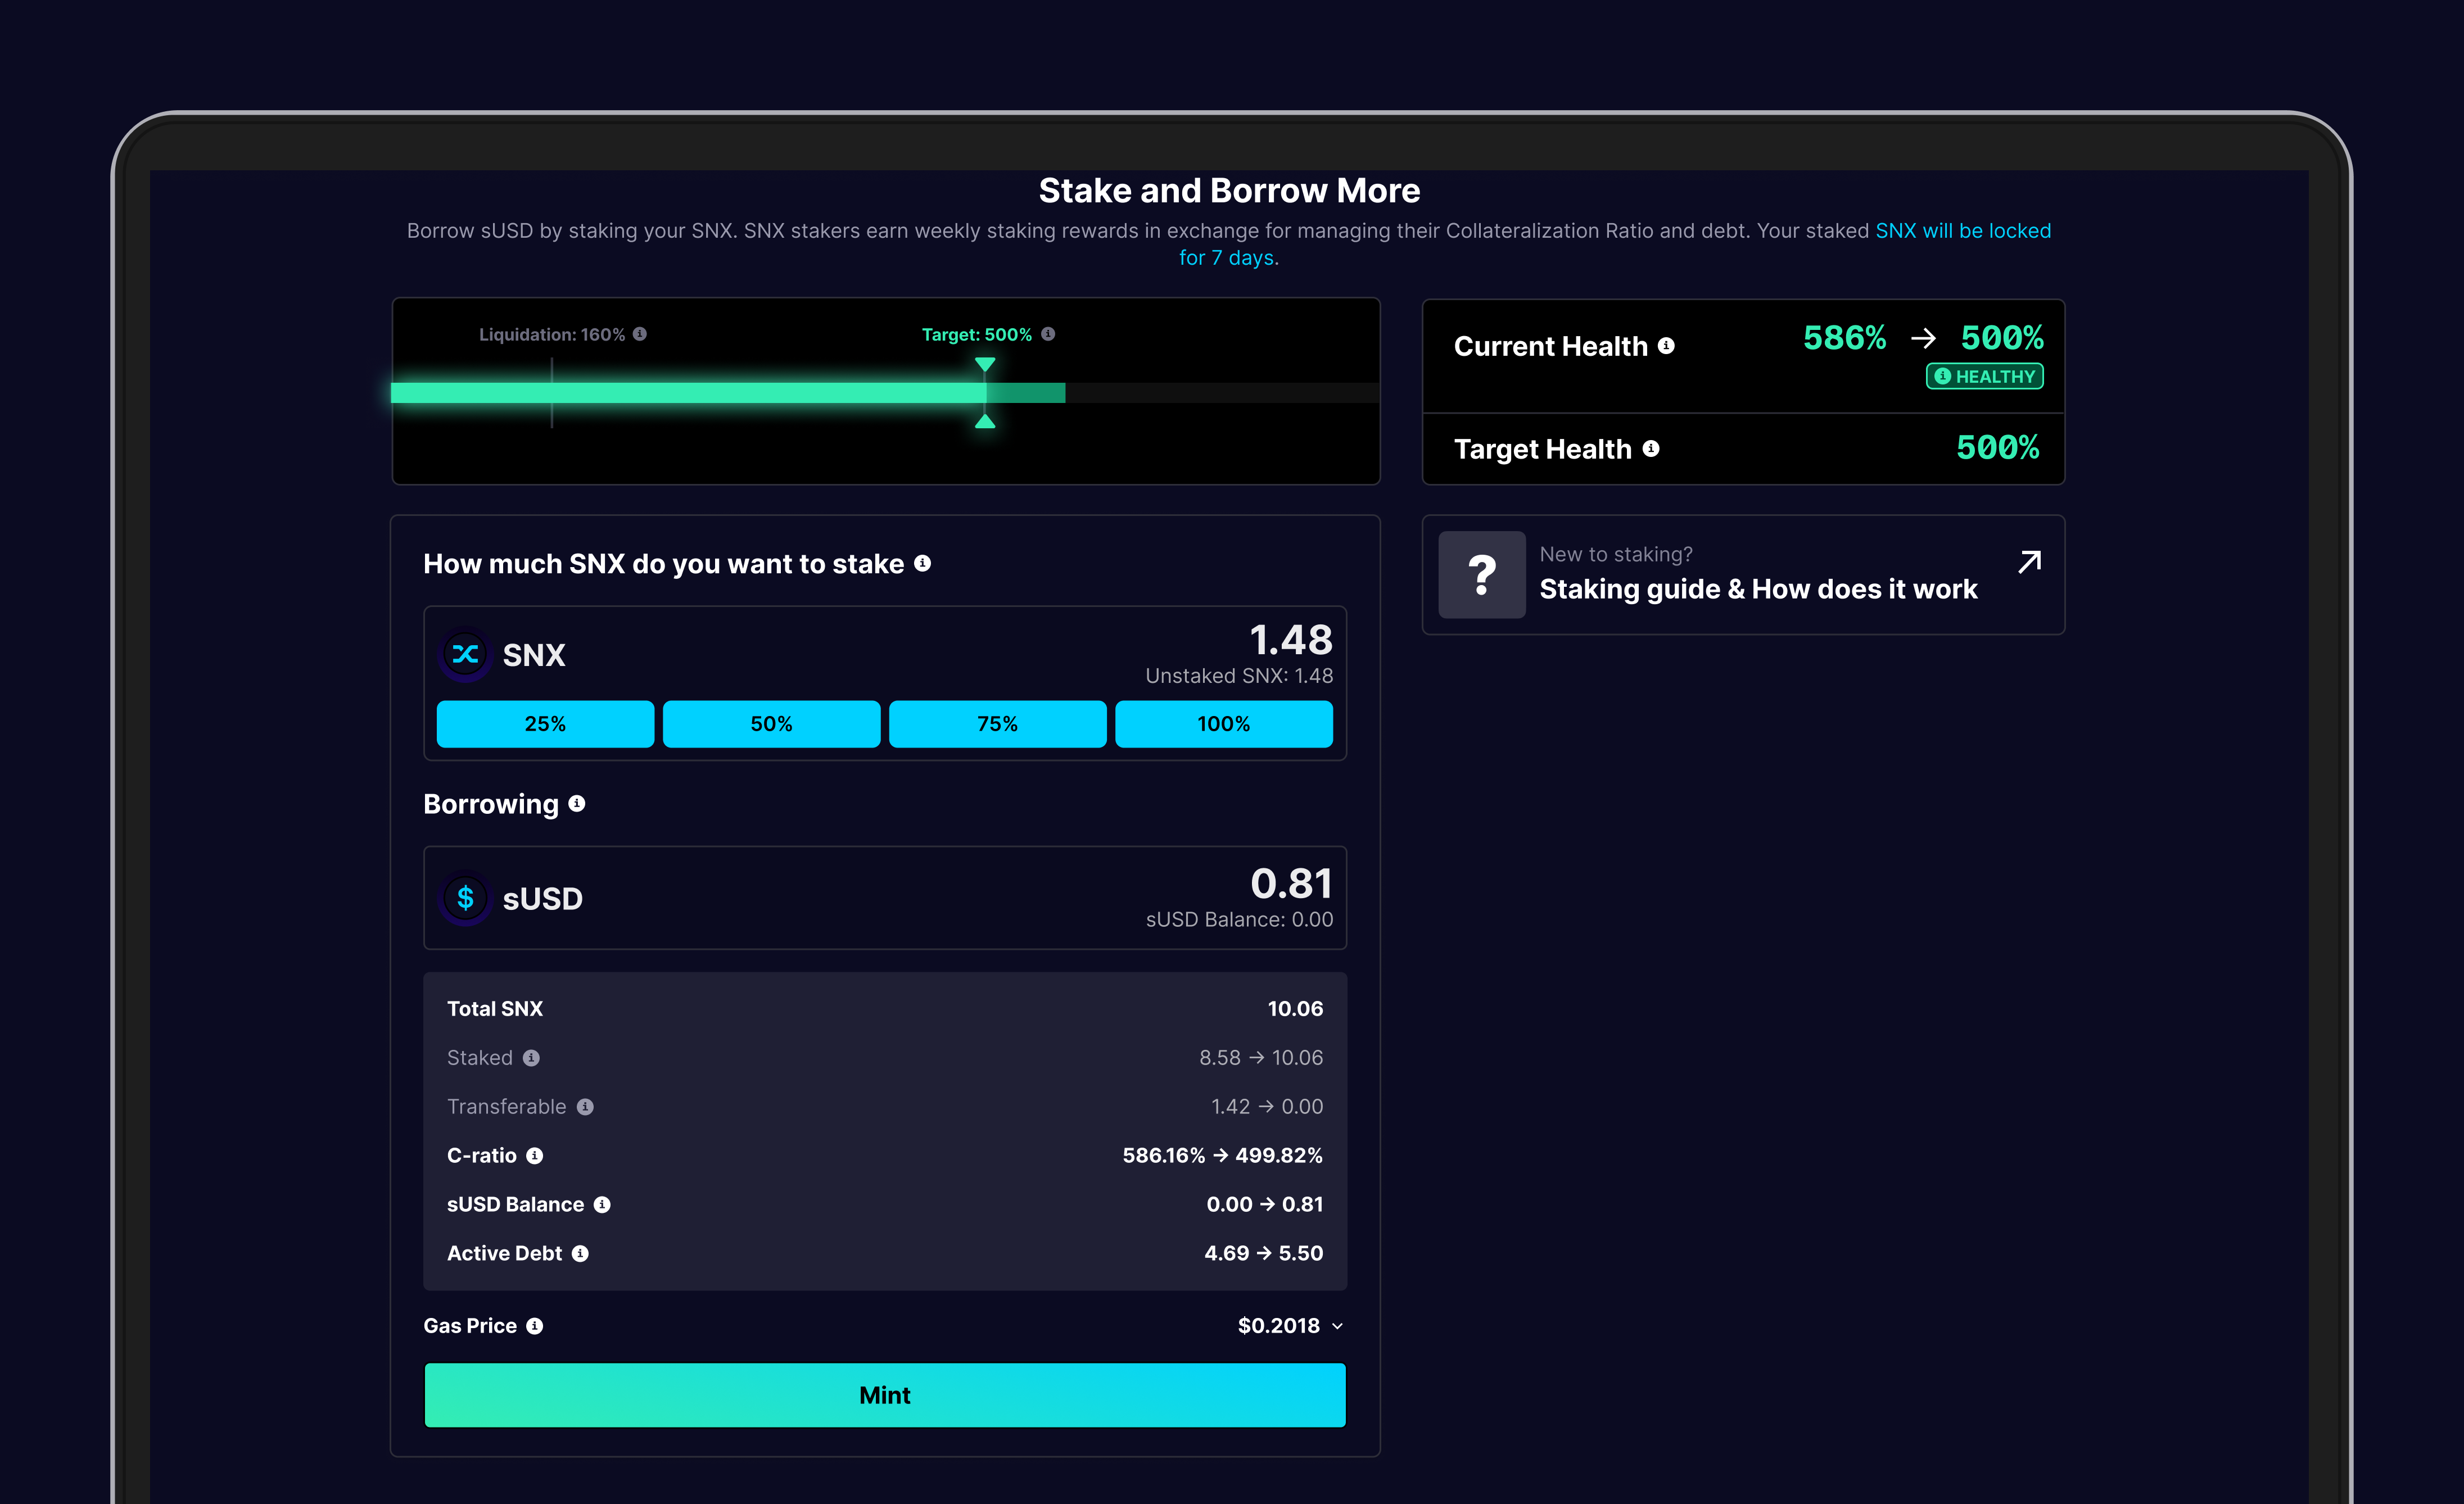 Stake and Borrow More
Borrow sUSD by staking your SNX. SNX stakers earn weekly staking rewards in exchange for managing their Collateralization Ratio and debt. Your staked SNX will be locked
for 7 days.
Liquidation: 160%
Target: 500%
Current Health
586% → 500%
HEALTHY
Target Health
500%
How much SNX do you want to stake
SNX
1.48
Unstaked SNX: 1.48
25%
50%
75%
100%
Borrowing
$
sUSD
0.81
sUSD Balance: 0.00
Total SNX
10.06
Staked
8.58 → 10.06
Transferable
1.42 → 0.00
C-ratio
586.16% → 499.82%
sUSD Balance
0.00 → 0.81
Active Debt
4.69 → 5.50
Gas Price
$0.2018
Mint
?
New to staking?
Staking guide & How does it work